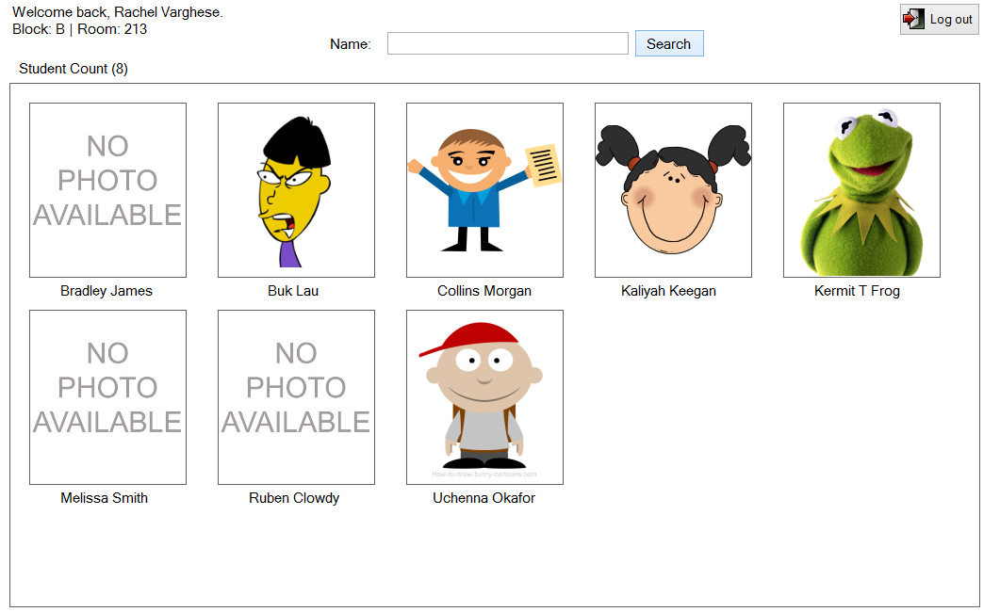 Welcome back, Rachel Varghese.
Block: B | Room: 213
Log out
Name:
Search
Student Count (8)
NO
PHOTO
AVAILABLE
Bradley James
Buk Lau
Collins Morgan
Kaliyah Keegan
Kermit T Frog
NO
PHOTO
AVAILABLE
NO
PHOTO
AVAILABLE
How-to-draw-funny-cartoons.com
Melissa Smith
Ruben Clowdy
Uchenna Okafor